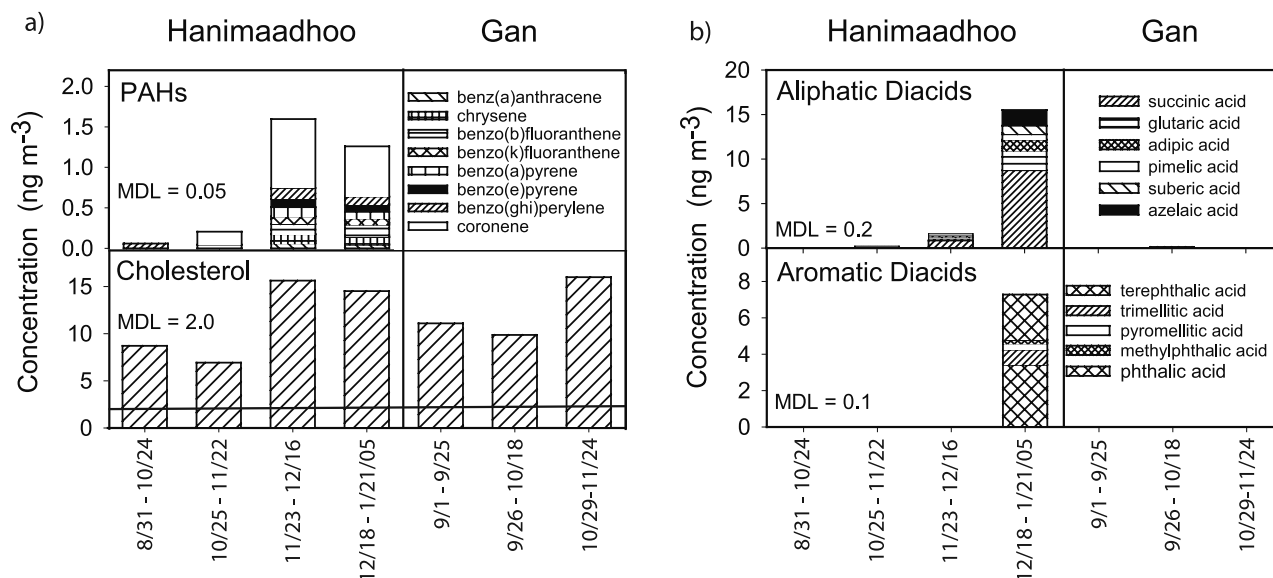 a)
Hanimaadhoo
Gan
Concentration (ng m-3)
2.0
1.5
1.0
0.5
0.0
PAHs
MDL = 0.05
benz(a)anthracene
chrysene
benzo(b)fluoranthene
benzo(k)fluoranthene
benzo(a)pyrene
benzo(e)pyrene
benzo(ghi)perylene
coronene
15
10
5
0
Cholesterol
MDL = 2.0
8/31 - 10/24
10/25 - 11/22
11/23 - 12/16
12/18 - 1/21/05
9/1 - 9/25
9/26 - 10/18
10/29-11/24
b)
Hanimaadhoo
Gan
Concentration (ng m-3)
20
15
10
5
0
Aliphatic Diacids
MDL = 0.2
succinic acid
glutaric acid
adipic acid
pimelic acid
suberic acid
azelaic acid
8
6
4
2
0
Aromatic Diacids
MDL = 0.1
terephthalic acid
trimellitic acid
pyromellitic acid
methylphthalic acid
phthalic acid
8/31 - 10/24
10/25 - 11/22
11/23 - 12/16
12/18 - 1/21/05
9/1 - 9/25
9/26 - 10/18
10/29-11/24